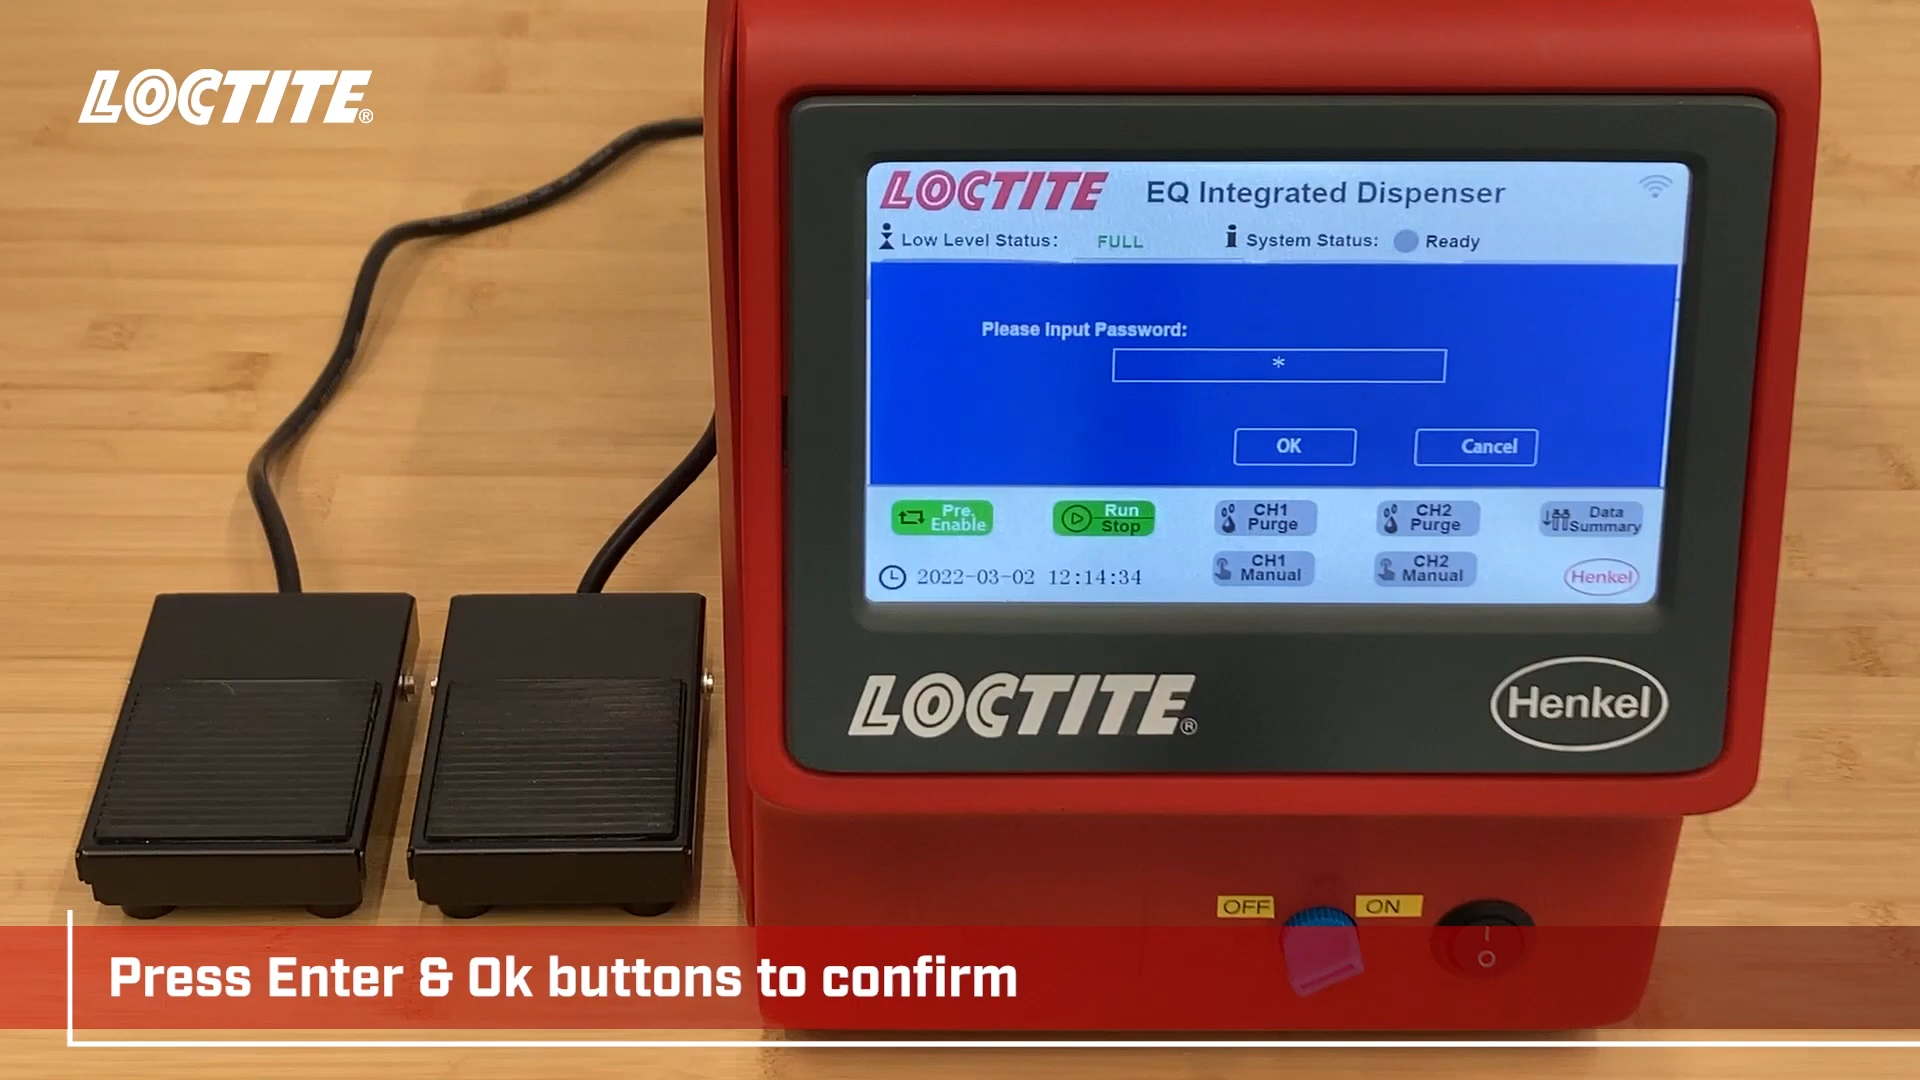 LOCTITE®
LOCTITE EQ Integrated Dispenser
Low Level Status: FULL System Status: Ready
Please Input Password:
*
OK Cancel
Pre. Enable
Run Stop
CH1 Purge
CH2 Purge
Data Summary
2022-03-02 12:14:34
CH1 Manual
CH2 Manual
Henkel
LOCTITE®
Henkel
OFF ON
Press Enter & Ok buttons to confirm